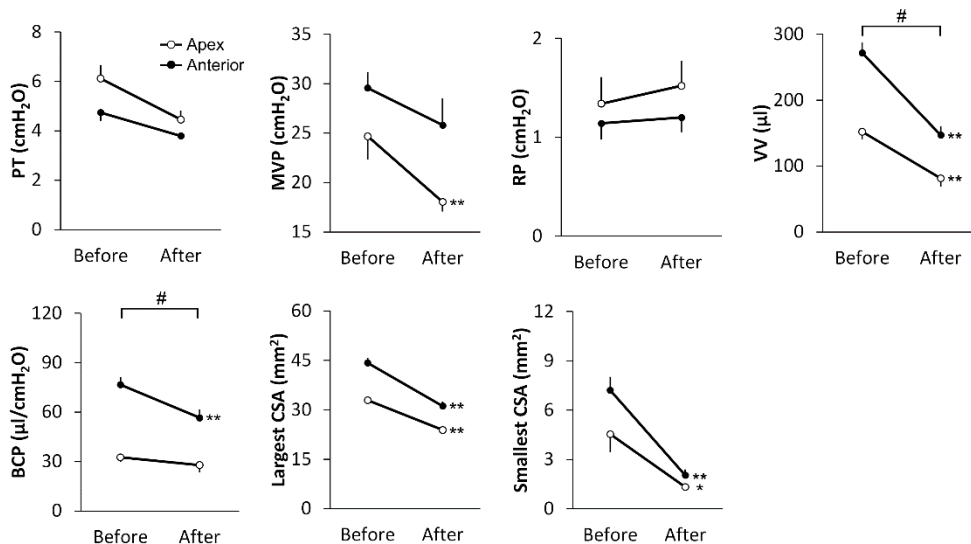 PT (cmH₂O)
8
6
4
2
0
Apex
Anterior
Before After
MVP (cmH₂O)
35
30
25
20
15
**
Before After
RP (cmH₂O)
2
1
0
Before After
VV (µl)
300
200
100
0
#
**
**
Before After
BCP (µl/cmH₂O)
120
90
60
30
0
#
**
Before After
Largest CSA (mm²)
60
45
30
15
0
**
**
Before After
Smallest CSA (mm²)
12
9
6
3
0
**
*
Before After